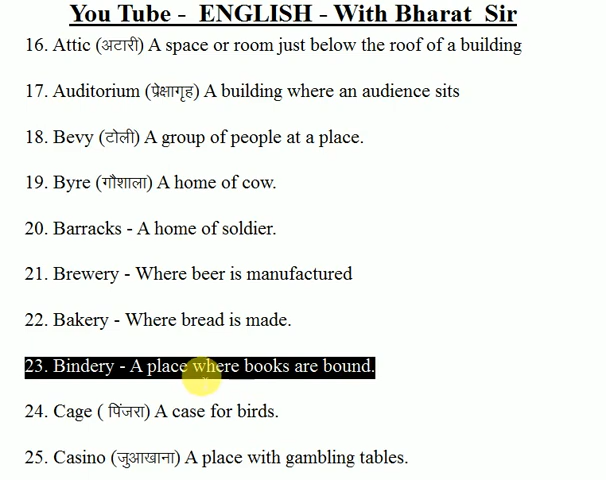 You Tube - ENGLISH - With Bharat Sir
16. Attic (अटारी) A space or room just below the roof of a building
17. Auditorium (प्रेक्षागृह) A building where an audience sits
18. Bevy (टोली) A group of people at a place.
19. Byre (गौशाला) A home of cow.
20. Barracks - A home of soldier.
21. Brewery - Where beer is manufactured
22. Bakery - Where bread is made.
23. Bindery - A place where books are bound.
24. Cage ( पिंजरा) A case for birds.
25. Casino (जुआखाना) A place with gambling tables.